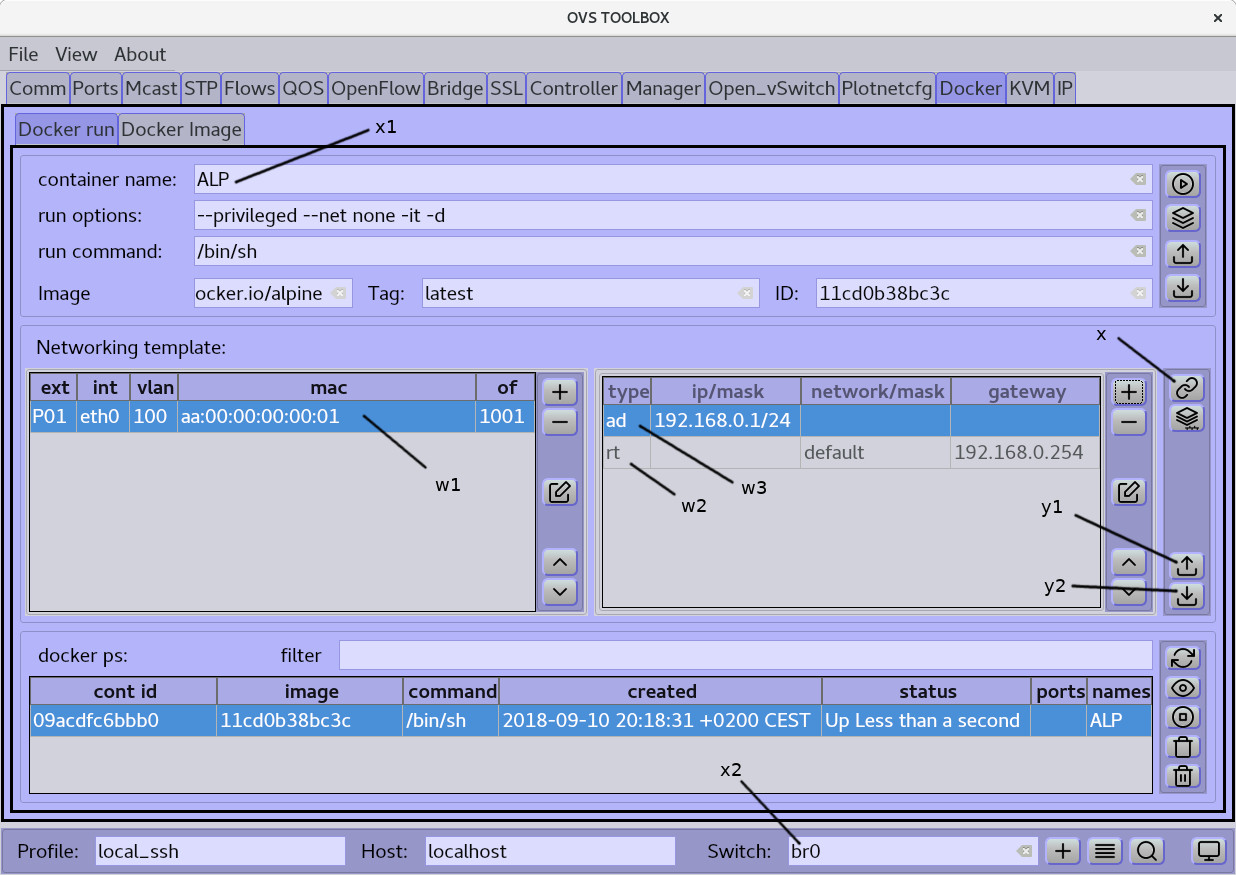 OVS TOOLBOX
File View About
Comm Ports Mcast STP Flows QOS OpenFlow Bridge SSL Controller Manager Open_vSwitch Plotnetcfg Docker KVM IP
Docker run Docker Image
x1
container name: ALP
run options: --privileged --net none -it -d
run command: /bin/sh
Image ocker.io/alpine Tag: latest ID: 11cd0b38bc3c
x
Networking template:
ext int vlan mac of
P01 eth0 100 aa:00:00:00:00:01 1001
type ip/mask network/mask gateway
ad 192.168.0.1/24
rt default 192.168.0.254
w1
w3
w2
y1
y2
docker ps: filter
cont id image command created status ports names
09acdfc6bbb0 11cd0b38bc3c /bin/sh 2018-09-10 20:18:31 +0200 CEST Up Less than a second ALP
x2
Profile: local_ssh Host: localhost Switch: br0